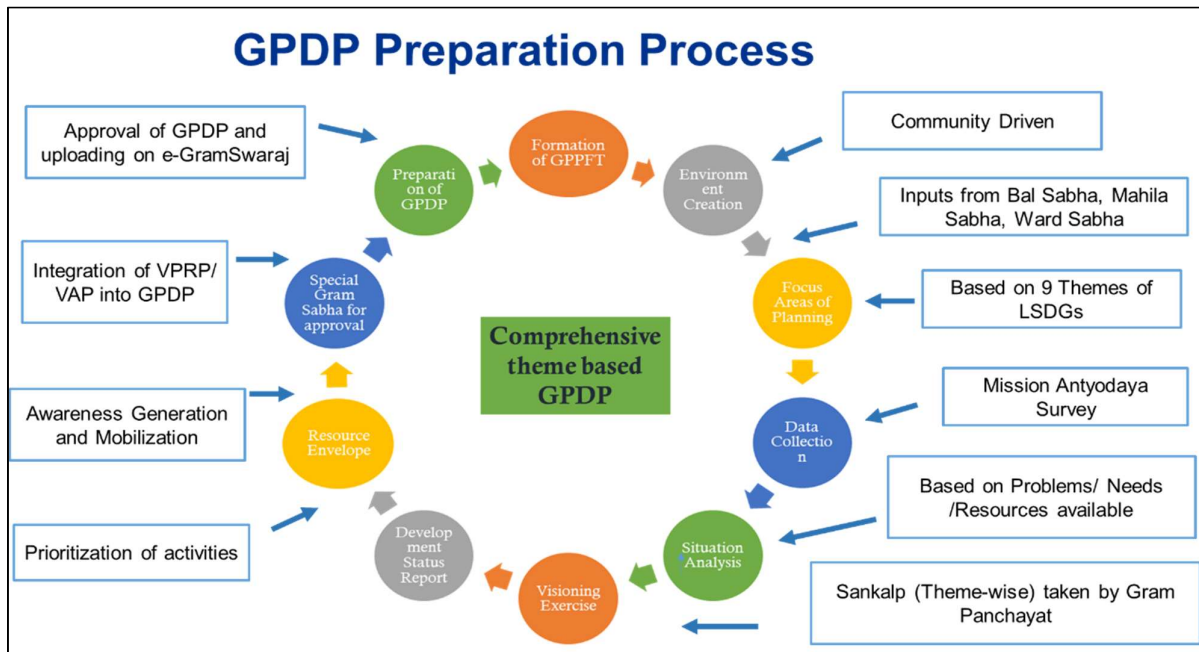 GPDP Preparation Process
Approval of GPDP and
uploading on e-GramSwaraj
Formation
of GPPFT
Community Driven
Preparati
on of
GPDP
Environm
ent
Creation
Inputs from Bal Sabha, Mahila
Sabha, Ward Sabha
Integration of VPRP/
VAP into GPDP
Special
Gram
Sabha for
approval
Focus
Areas of
Planning
Based on 9 Themes of
LSDGs
Comprehensive
theme based
GPDP
Mission Antyodaya
Survey
Awareness Generation
and Mobilization
Resource
Envelope
Data
Collectio
n
Based on Problems/ Needs
/Resources available
Prioritization of activities
Develop
ment
Status
Report
Situation
Analysis
Visioning
Exercise
Sankalp (Theme-wise) taken by Gram
Panchayat